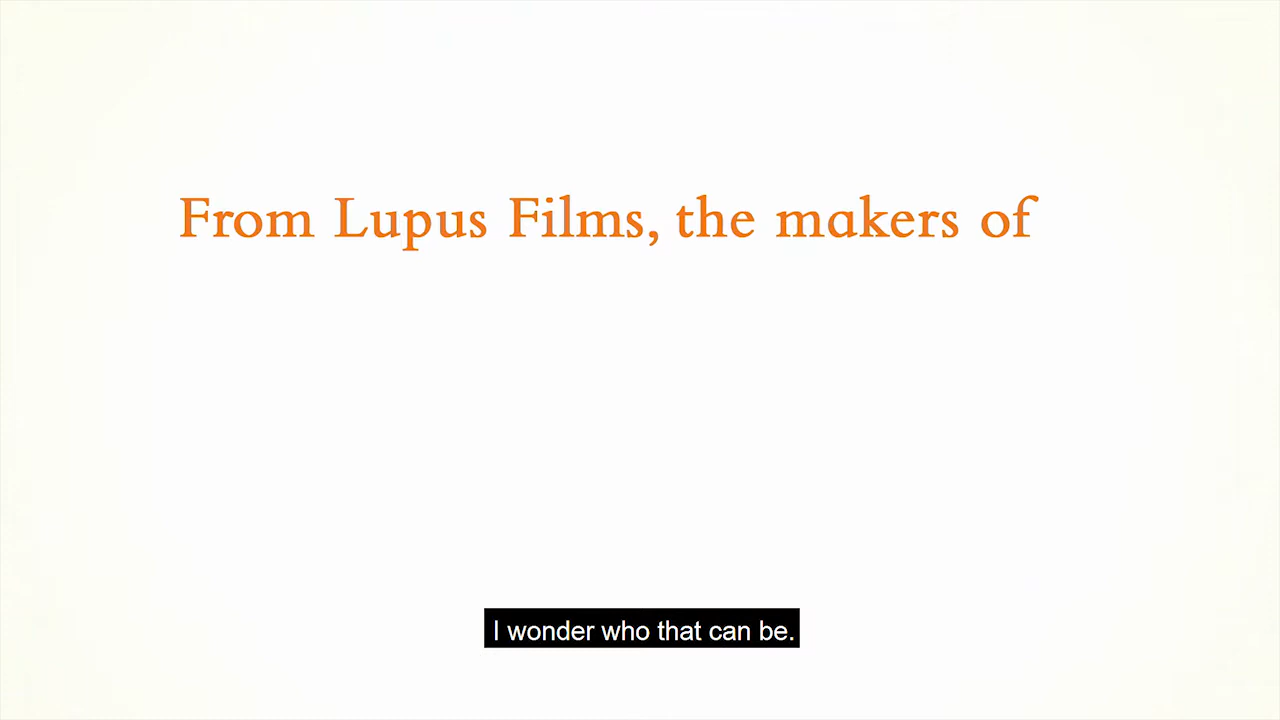 From Lupus Films, the makers of
I wonder who that can be.